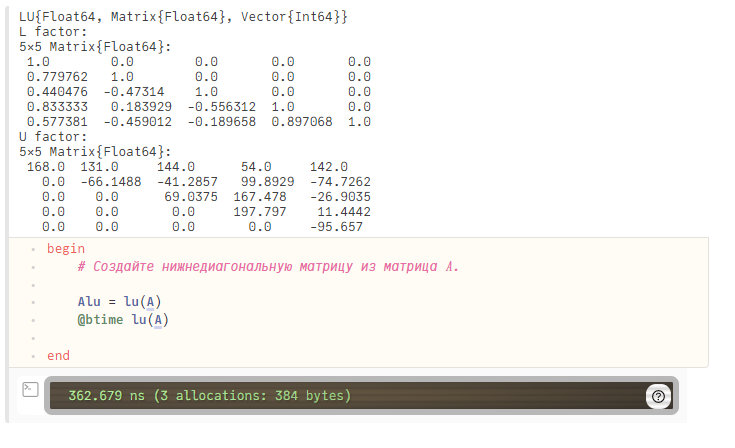 LU{Float64, Matrix{Float64}, Vector{Int64}}
L factor:
5×5 Matrix{Float64}:
1.0 0.0 0.0 0.0 0.0
0.779762 1.0 0.0 0.0 0.0
0.440476 -0.47314 1.0 0.0 0.0
0.833333 0.183929 -0.556312 1.0 0.0
0.577381 -0.459012 -0.189658 0.897068 1.0
U factor:
5×5 Matrix{Float64}:
168.0 131.0 144.0 54.0 142.0
0.0 -66.1488 -41.2857 99.8929 -74.7262
0.0 0.0 69.0375 167.478 -26.9035
0.0 0.0 0.0 197.797 11.4442
0.0 0.0 0.0 0.0 -95.657
begin
# Создайте нижнедиагональную матрицу из матрица A.
Alu = lu(A)
@btime lu(A)
end
362.679 ns (3 allocations: 384 bytes)